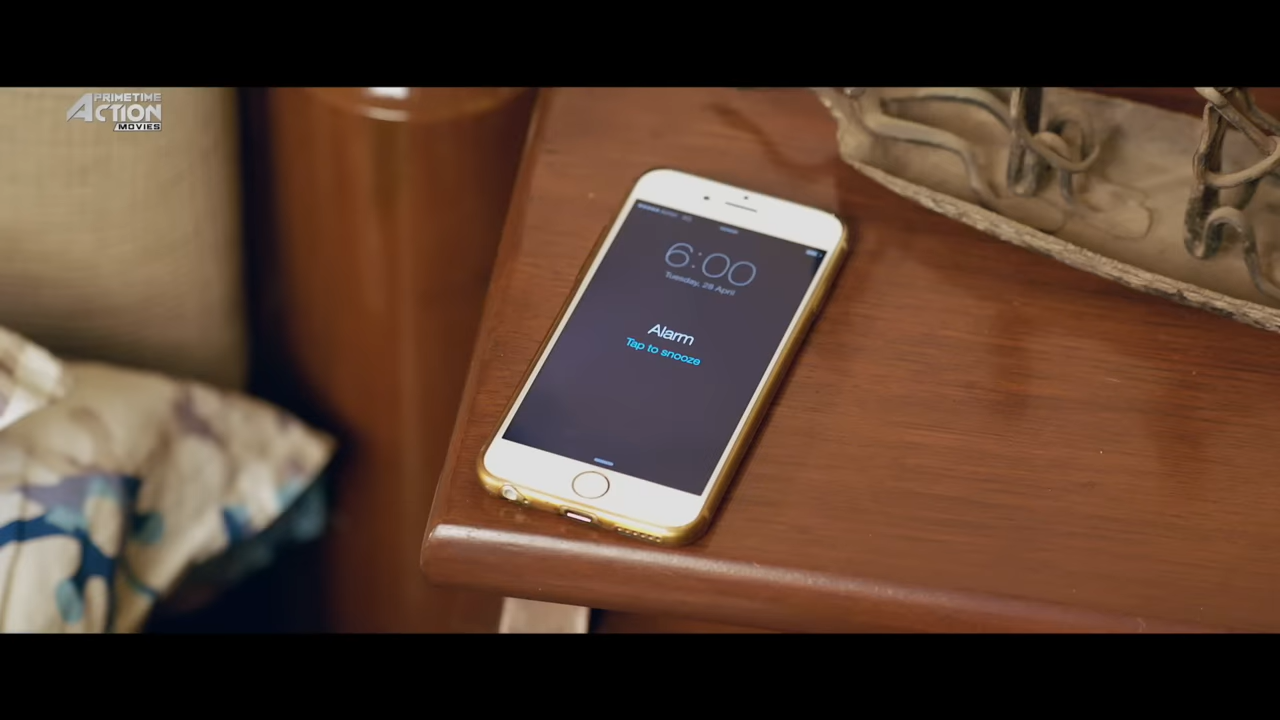 PRIMETIME
ACTION
MOVIES
6:00
Tuesday, 28 April
Alarm
Tap to snooze